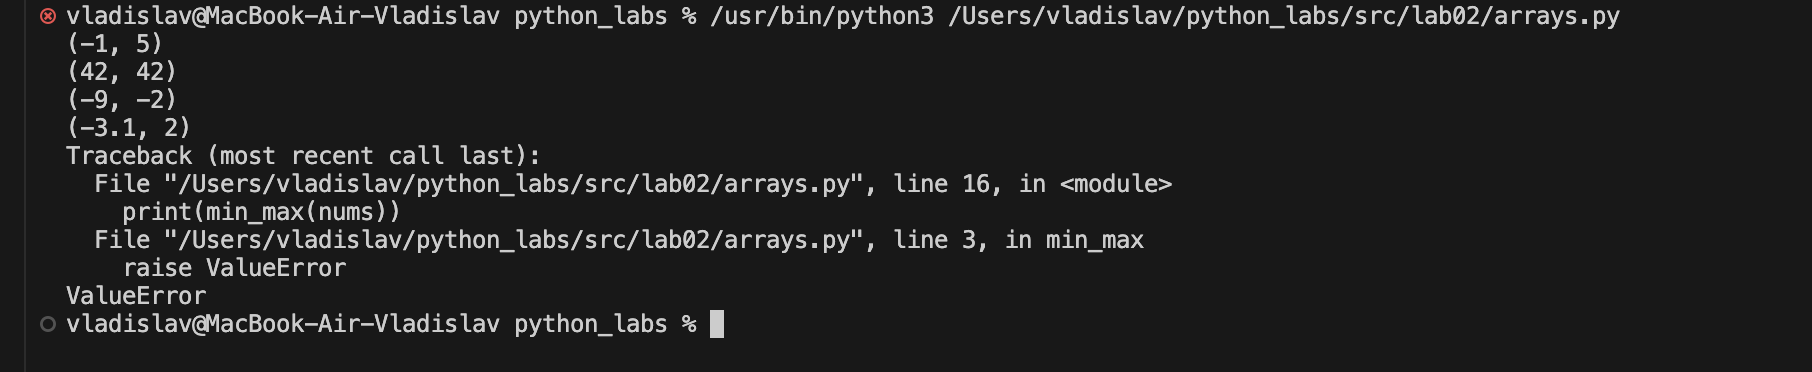 vladislav@MacBook-Air-Vladislav python_labs % /usr/bin/python3 /Users/vladislav/python_labs/src/lab02/arrays.py
(-1, 5)
(42, 42)
(-9, -2)
(-3.1, 2)
Traceback (most recent call last):
  File "/Users/vladislav/python_labs/src/lab02/arrays.py", line 16, in <module>
    print(min_max(nums))
  File "/Users/vladislav/python_labs/src/lab02/arrays.py", line 3, in min_max
    raise ValueError
ValueError
vladislav@MacBook-Air-Vladislav python_labs %